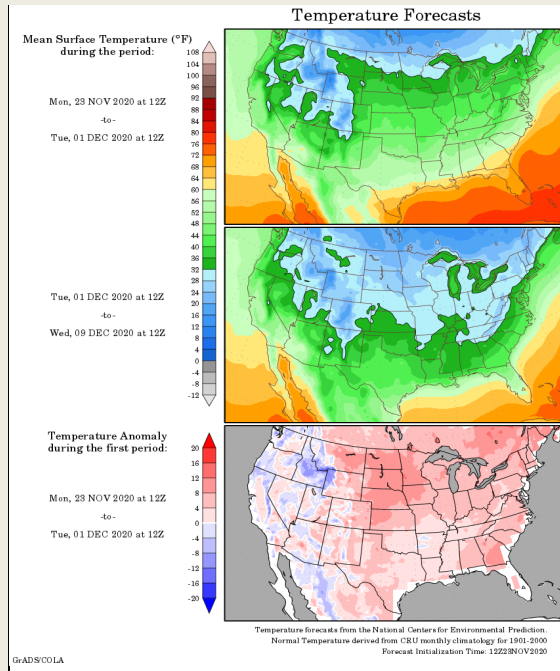 Temperature Forecasts
Mean Surface Temperature (°F)
during the period:
Mon, 23 NOV 2020 at 12Z
-to-
Tue, 01 DEC 2020 at 12Z
108
104
100
96
92
88
84
80
76
72
68
64
60
56
52
48
44
40
36
32
28
24
20
16
12
8
4
0
-4
-8
-12
Tue, 01 DEC 2020 at 12Z
-to-
Wed, 09 DEC 2020 at 12Z
Temperature Anomaly
during the first period:
Mon, 23 NOV 2020 at 12Z
-to-
Tue, 01 DEC 2020 at 12Z
20
16
12
8
4
0
-4
-8
-12
-16
-20
Temperature forecasts from the National Centers for Environmental Prediction.
Normal Temperature derived from CRU monthly climatology for 1901-2000
Forecast Initialization Time: 12Z23NOV2020
GrADS/COLA